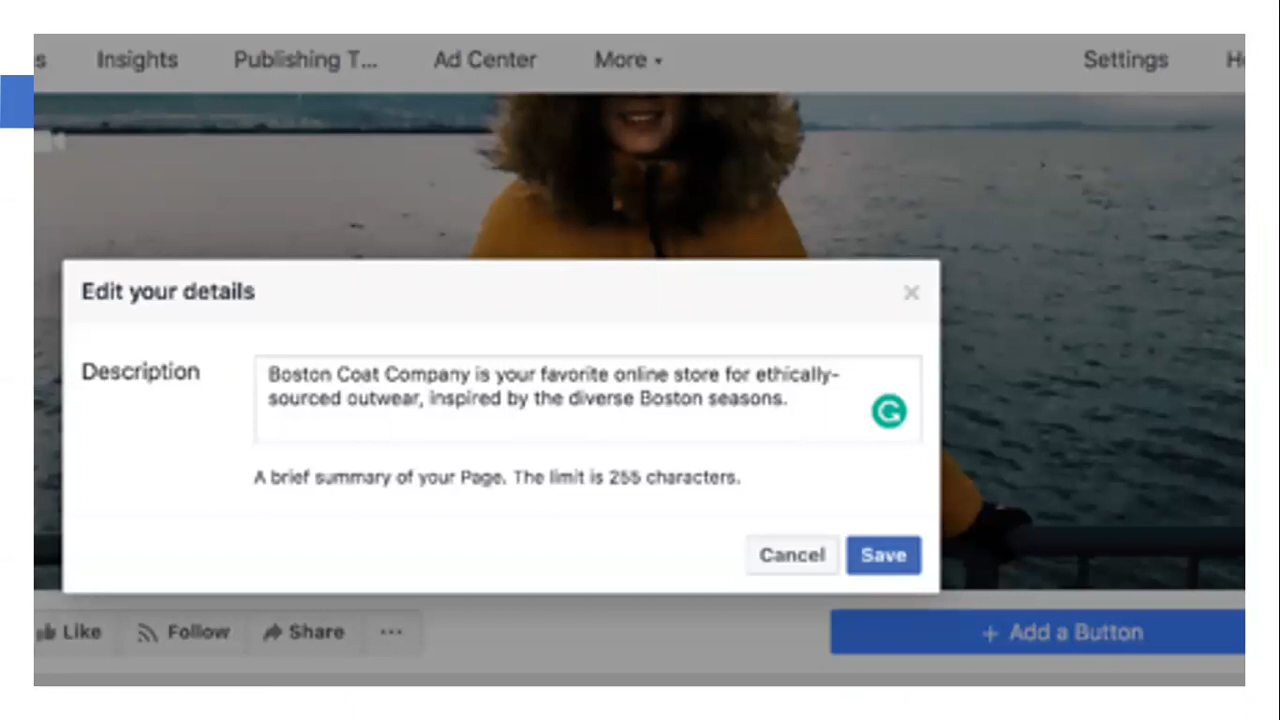 Insights Publishing T... Ad Center More Settings
Edit your details
Description
Boston Coat Company is your favorite online store for ethically-
sourced outwear, inspired by the diverse Boston seasons.
A brief summary of your Page. The limit is 255 characters.
Cancel Save
Like Follow Share ... + Add a Button